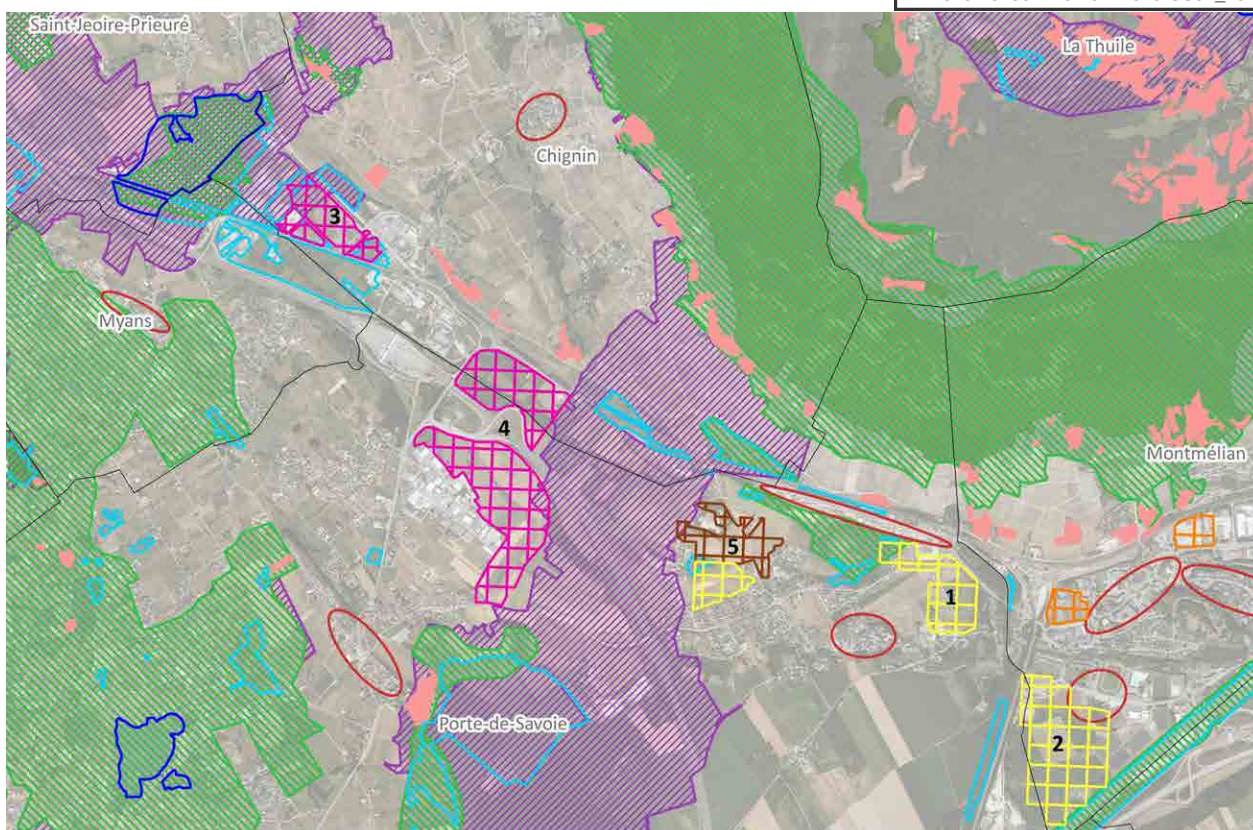 Saint-Jeoire-Prieuré
La Thuile
Chignin
3
Myans
4
Montmélian
5
1
Porte-de-Savoie
2